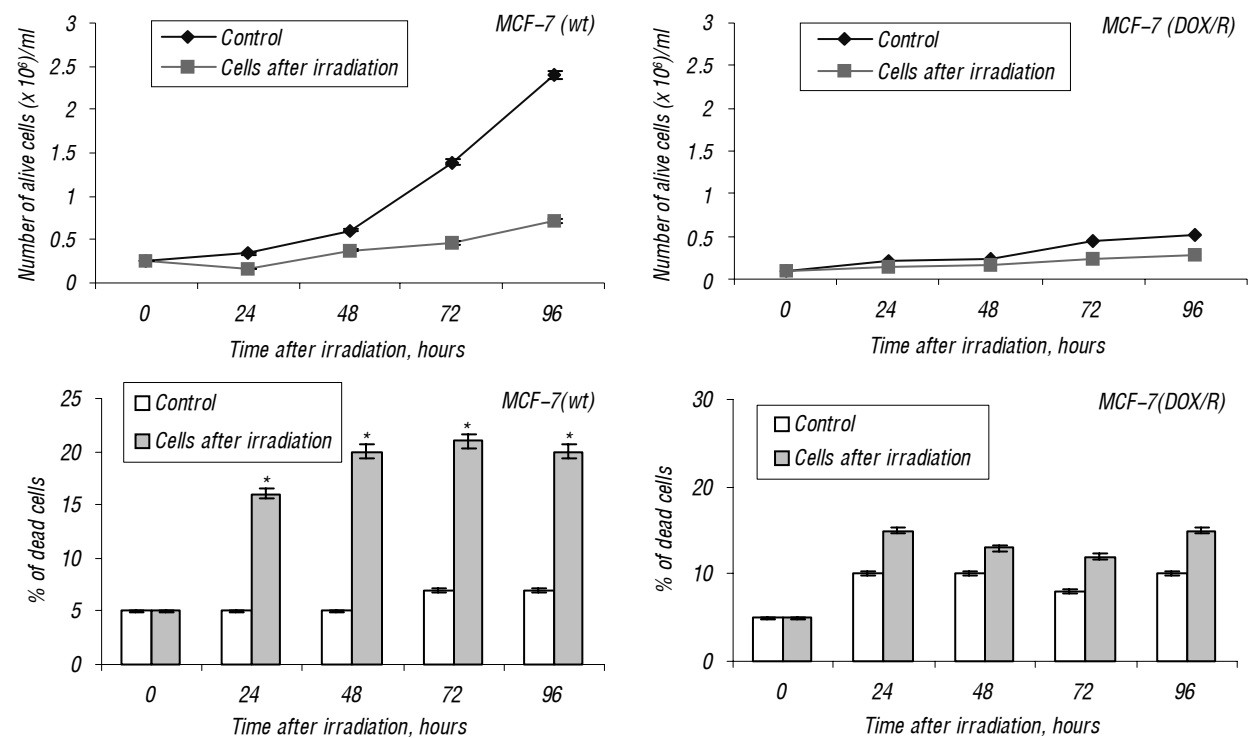 MCF–7 (wt)
Control
Cells after irradiation
Number of alive cells (x 10⁶)/ml
3
2.5
2
1.5
1
0.5
0
0 24 48 72 96
Time after irradiation, hours
MCF–7 (DOX/R)
Control
Cells after irradiation
Number of alive cells (x 10⁶)/ml
3
2.5
2
1.5
1
0.5
0
0 24 48 72 96
Time after irradiation, hours
MCF–7(wt)
Control
Cells after irradiation
% of dead cells
25
20
15
10
5
0
* * * *
0 24 48 72 96
Time after irradiation, hours
MCF–7(DOX/R)
Control
Cells after irradiation
% of dead cells
30
20
10
0
0 24 48 72 96
Time after irradiation, hours